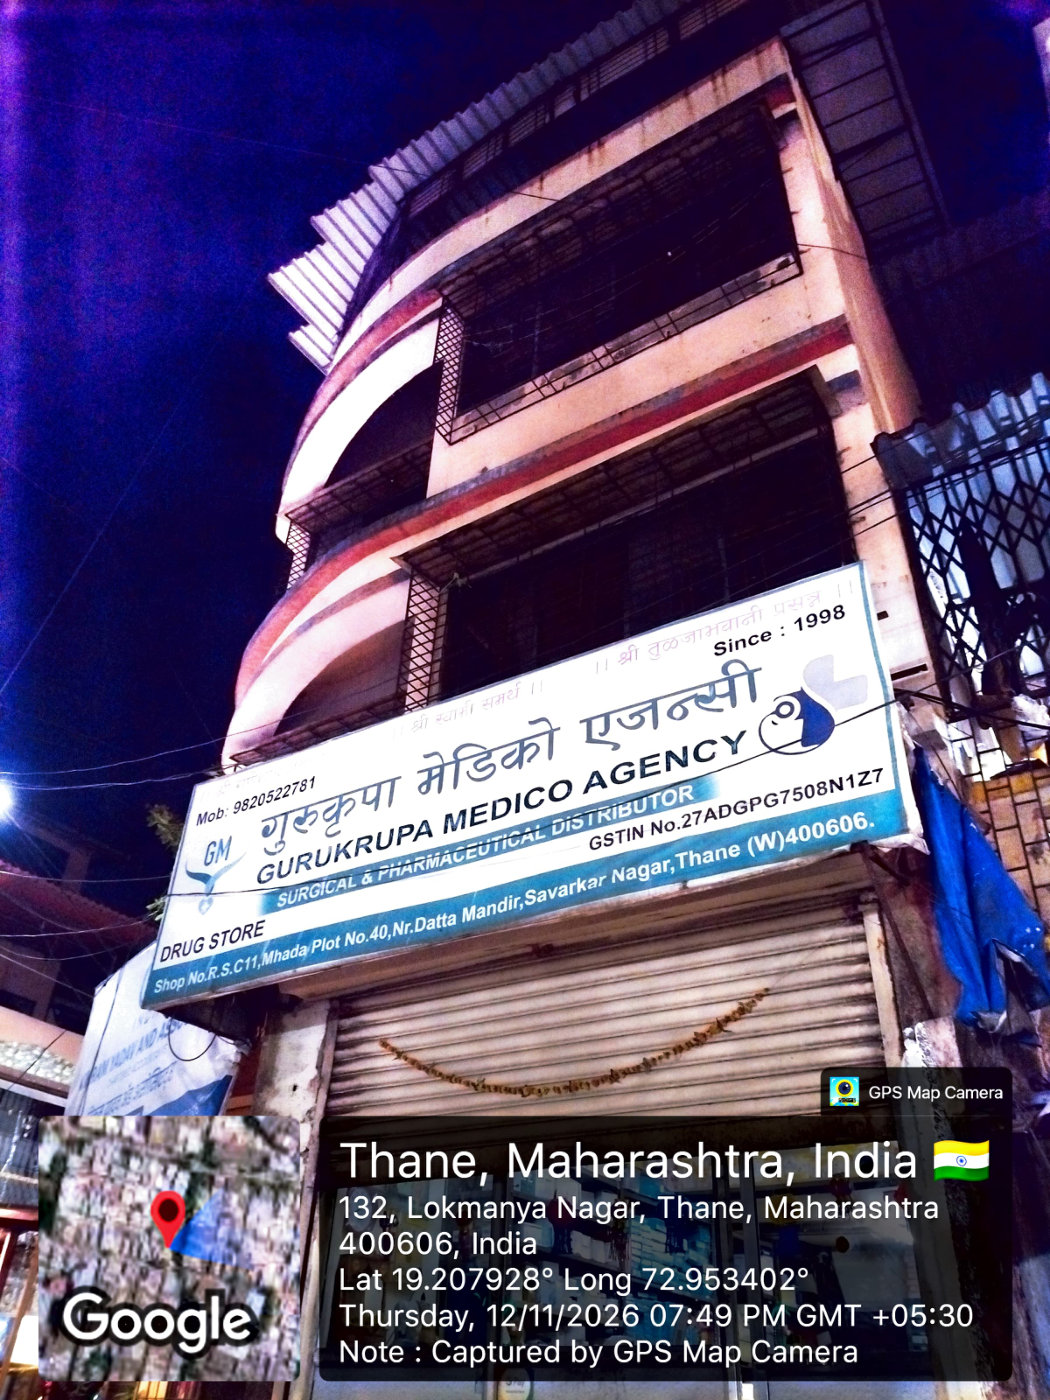 || श्री स्वामी समर्थ ||
|| श्री तुळजाभवानी प्रसन्न ||
Since : 1998
Mob: 9820522781
गुरुकृपा मेडिको एजन्सी
GM
GURUKRUPA MEDICO AGENCY
SURGICAL & PHARMACEUTICAL DISTRIBUTOR
GSTIN No.27ADGPG7508N1Z7
DRUG STORE
Shop No.R.S.C11,Mhada Plot No.40,Nr.Datta Mandir,Savarkar Nagar,Thane (W)400606.
YADAV AND
GPS Map Camera
Thane, Maharashtra, India
132, Lokmanya Nagar, Thane, Maharashtra
400606, India
Lat 19.207928° Long 72.953402°
Thursday, 12/11/2026 07:49 PM GMT +05:30
Note : Captured by GPS Map Camera
Google